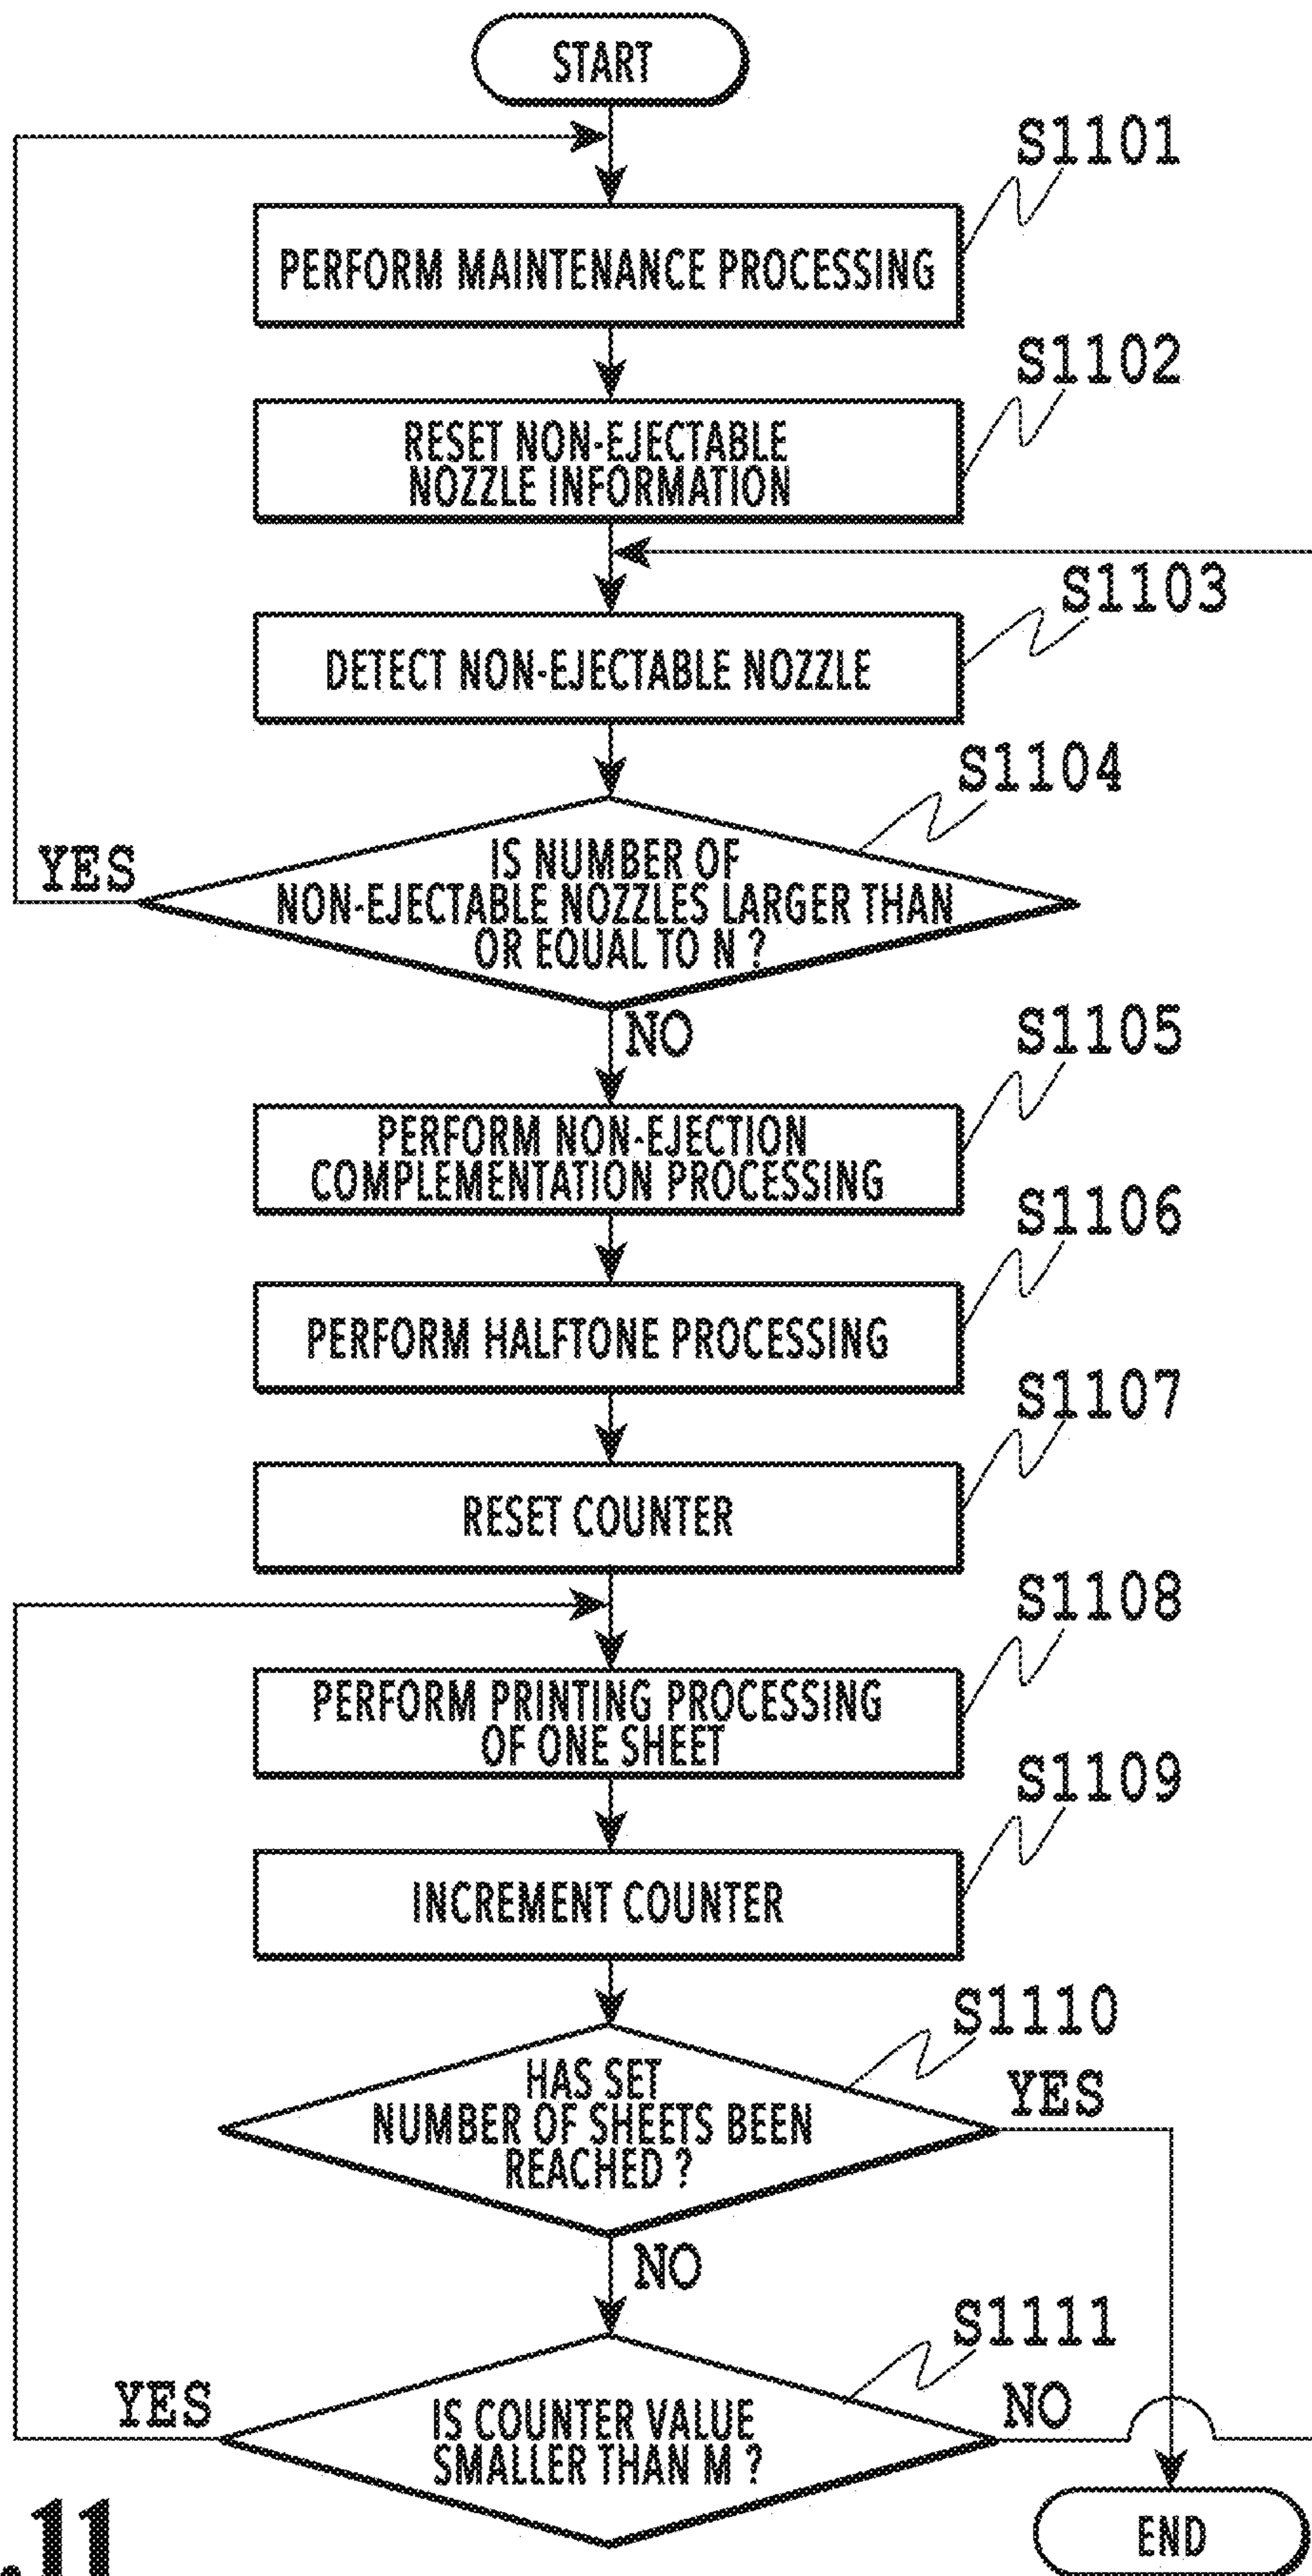 START
S1101
PERFORM MAINTENANCE PROCESSING
S1102
RESET NON-EJECTABLE
NOZZLE INFORMATION
S1103
DETECT NON-EJECTABLE NOZZLE
S1104
YES
IS NUMBER OF
NON-EJECTABLE NOZZLES LARGER THAN
OR EQUAL TO N ?
NO
S1105
PERFORM NON-EJECTION
COMPLEMENTATION PROCESSING
S1106
PERFORM HALFTONE PROCESSING
S1107
RESET COUNTER
S1108
PERFORM PRINTING PROCESSING
OF ONE SHEET
S1109
INCREMENT COUNTER
S1110
HAS SET
NUMBER OF SHEETS BEEN
REACHED ?
YES
NO
S1111
YES
IS COUNTER VALUE
SMALLER THAN M ?
NO
.11
END